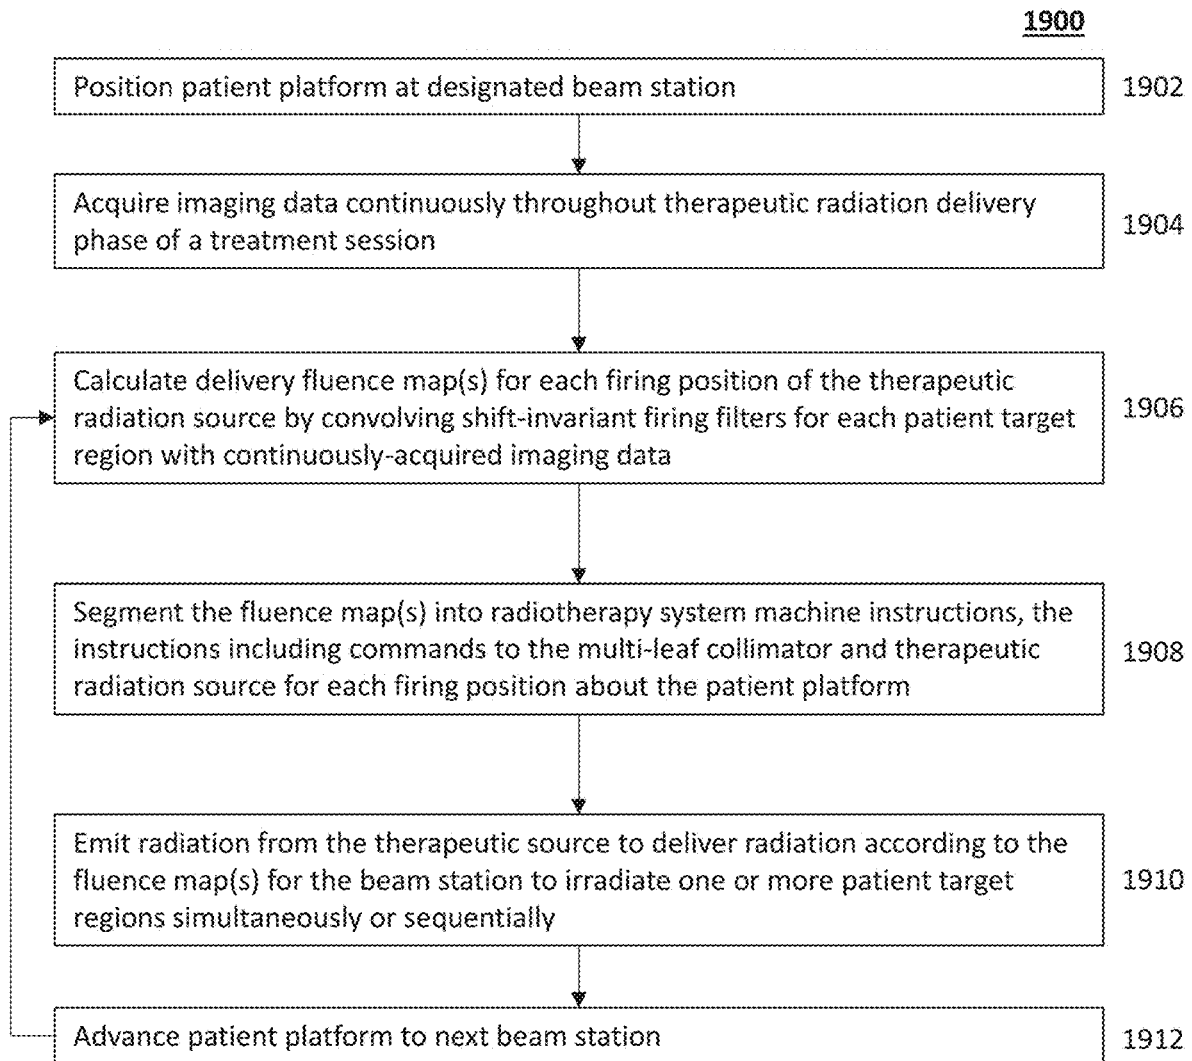 1900
Position patient platform at designated beam station
1902
Acquire imaging data continuously throughout therapeutic radiation delivery
phase of a treatment session
1904
Calculate delivery fluence map(s) for each firing position of the therapeutic
radiation source by convolving shift-invariant firing filters for each patient target
region with continuously-acquired imaging data
1906
Segment the fluence map(s) into radiotherapy system machine instructions, the
instructions including commands to the multi-leaf collimator and therapeutic
radiation source for each firing position about the patient platform
1908
Emit radiation from the therapeutic source to deliver radiation according to the
fluence map(s) for the beam station to irradiate one or more patient target
regions simultaneously or sequentially
1910
Advance patient platform to next beam station
1912